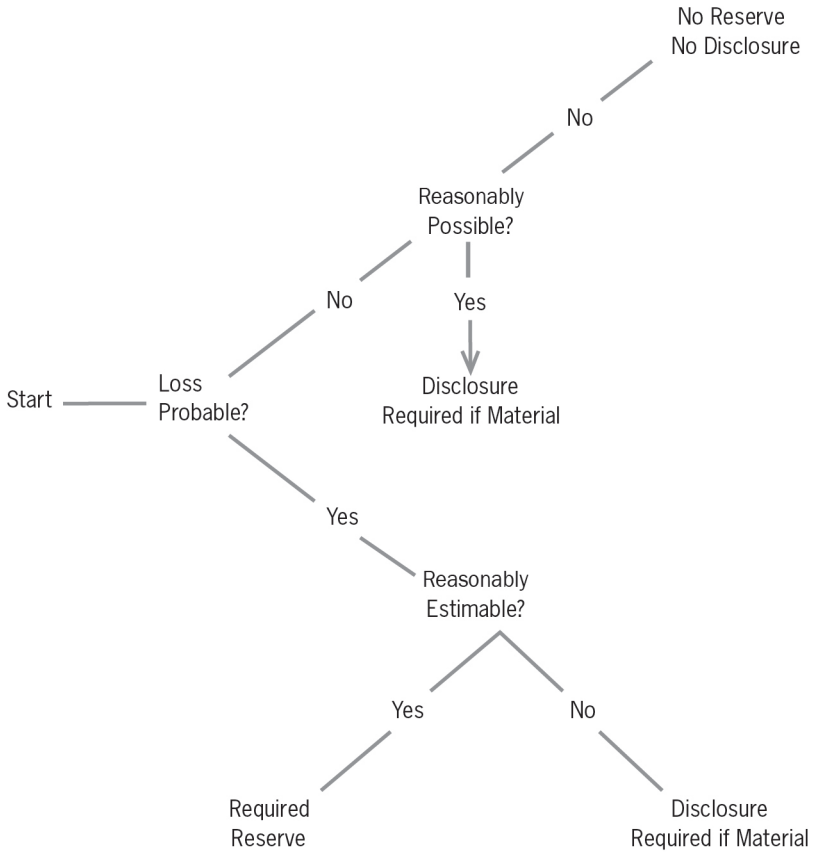 No Reserve
No Disclosure
No
Reasonably
Possible?
No
Yes
Start
Loss
Probable?
Disclosure
Required if Material
Yes
Reasonably
Estimable?
Yes
No
Required
Reserve
Disclosure
Required if Material